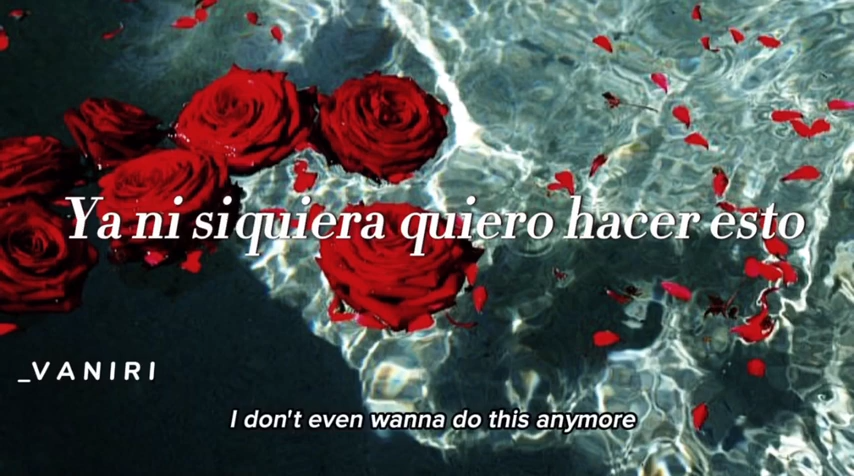 Ya ni siquiera quiero hacer esto
_VANIRI
I don't even wanna do this anymore